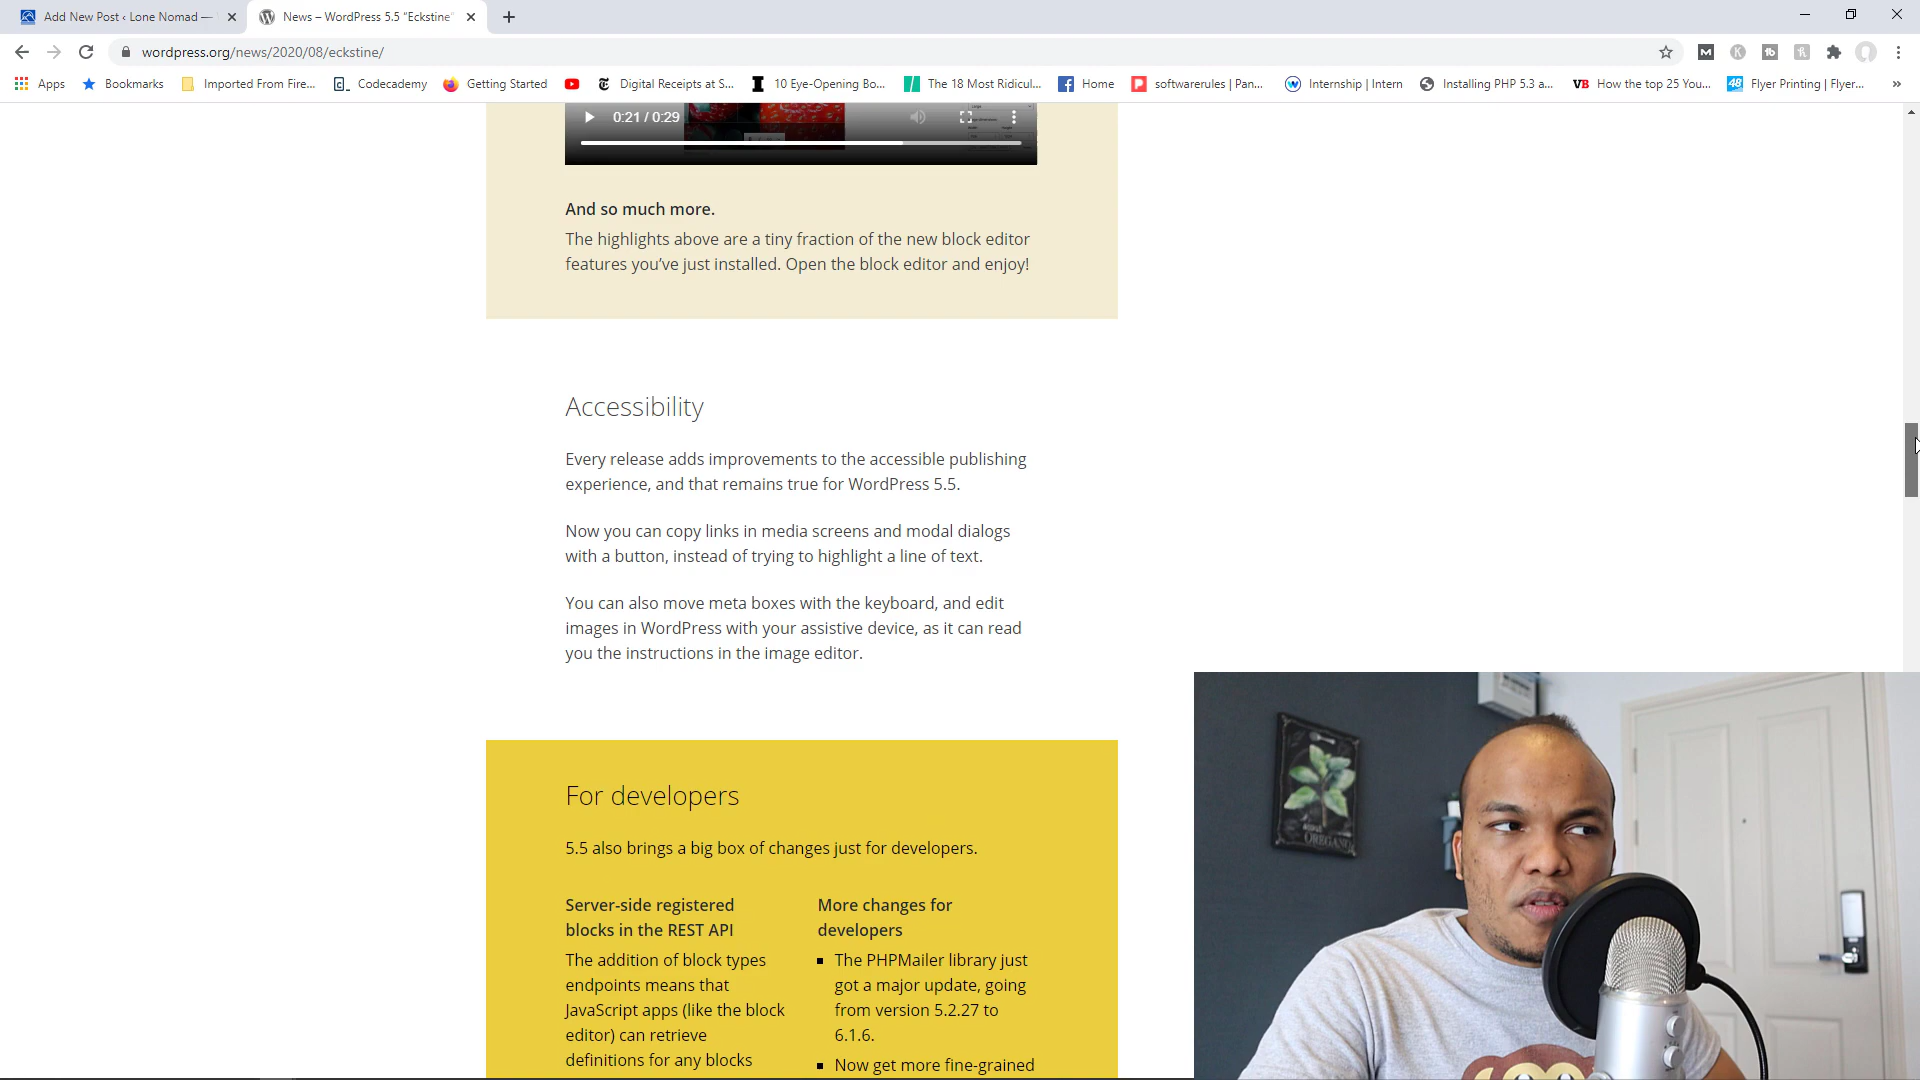 Add New Post ‹ Lone Nomad —
News – WordPress 5.5 “Eckstine”
wordpress.org/news/2020/08/eckstine/
Apps
Bookmarks
Imported From Fire...
Codecademy
Getting Started
Digital Receipts at S...
10 Eye-Opening Bo...
The 18 Most Ridicul...
Home
softwarerules | Pan...
Internship | Intern
Installing PHP 5.3 a...
VB
How the top 25 You...
Flyer Printing | Flyer...
»
0:21 / 0:29
And so much more.
The highlights above are a tiny fraction of the new block editor
features you’ve just installed. Open the block editor and enjoy!
Accessibility
Every release adds improvements to the accessible publishing
experience, and that remains true for WordPress 5.5.
Now you can copy links in media screens and modal dialogs
with a button, instead of trying to highlight a line of text.
You can also move meta boxes with the keyboard, and edit
images in WordPress with your assistive device, as it can read
you the instructions in the image editor.
For developers
5.5 also brings a big box of changes just for developers.
Server-side registered
blocks in the REST API
The addition of block types
endpoints means that
JavaScript apps (like the block
editor) can retrieve
definitions for any blocks
More changes for
developers
▪ The PHPMailer library just
got a major update, going
from version 5.2.27 to
6.1.6.
▪ Now get more fine-grained
OREGANO